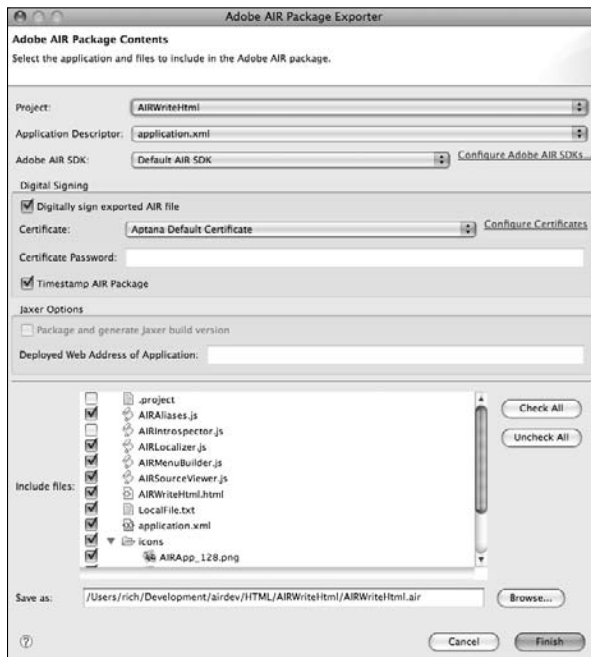 Adobe AIR Package Exporter
Adobe AIR Package Contents
Select the application and files to include in the Adobe AIR package.
Project: AIRWriteHtml
Application Descriptor: application.xml
Adobe AIR SDK: Default AIR SDK Configure Adobe AIR SDKs...
Digital Signing
Digitally sign exported AIR file
Certificate: Aptana Default Certificate Configure Certificates
Certificate Password:
Timestamp AIR Package
Jaxer Options
Package and generate Jaxer build version
Deployed Web Address of Application:
Include files:
.project
AIRAliases.js
AIRIntrospector.js
AIRLocalizer.js
AIRMenuBuilder.js
AIRSourceViewer.js
AIRWriteHtml.html
LocalFile.txt
application.xml
icons
AIRApp_128.png
Check All
Uncheck All
Save as: /Users/rich/Development/airdev/HTML/AIRWriteHtml/AIRWriteHtml.air Browse...
? Cancel Finish